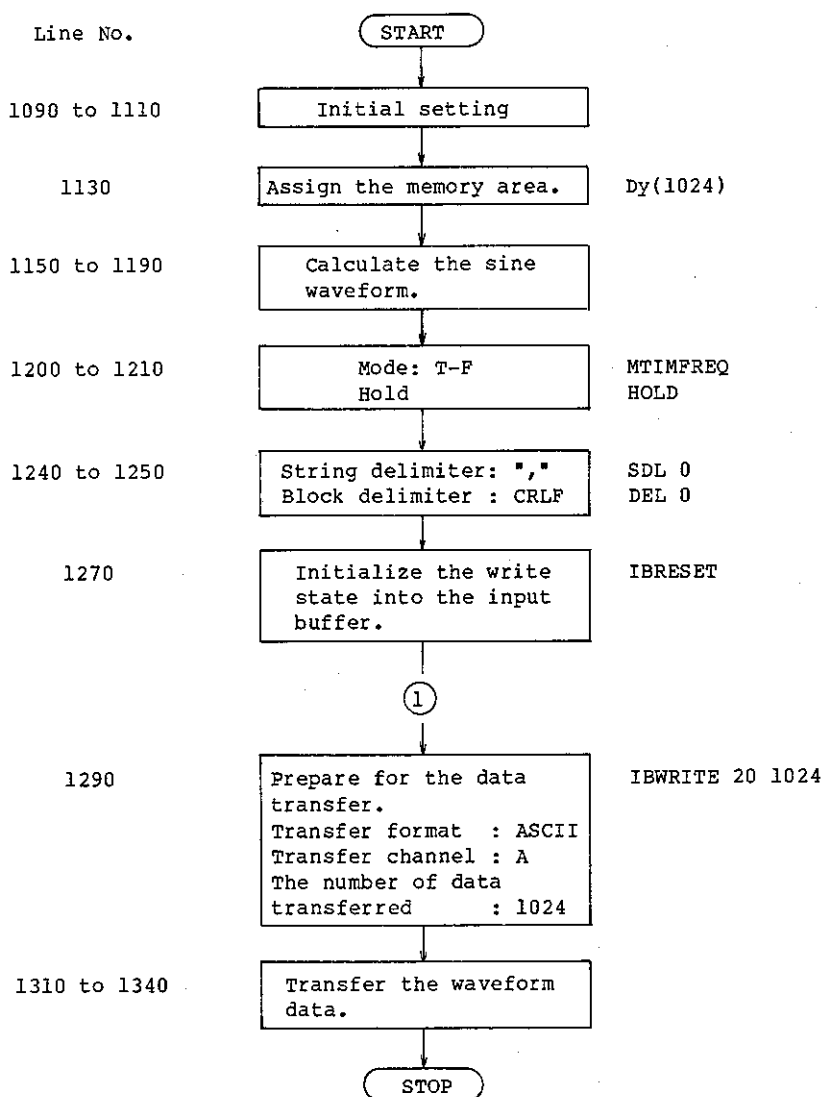 Line No.
START
1090 to 1110
Initial setting
1130
Assign the memory area.
Dy(1024)
1150 to 1190
Calculate the sine
waveform.
1200 to 1210
Mode: T-F
MTIMFREQ
Hold
HOLD
1240 to 1250
String delimiter: ","
SDL 0
Block delimiter : CRLF
DEL 0
1270
Initialize the write
IBRESET
state into the input
buffer.
1
1290
Prepare for the data
IBWRITE 20 1024
transfer.
Transfer format : ASCII
Transfer channel : A
The number of data
transferred : 1024
1310 to 1340
Transfer the waveform
data.
STOP